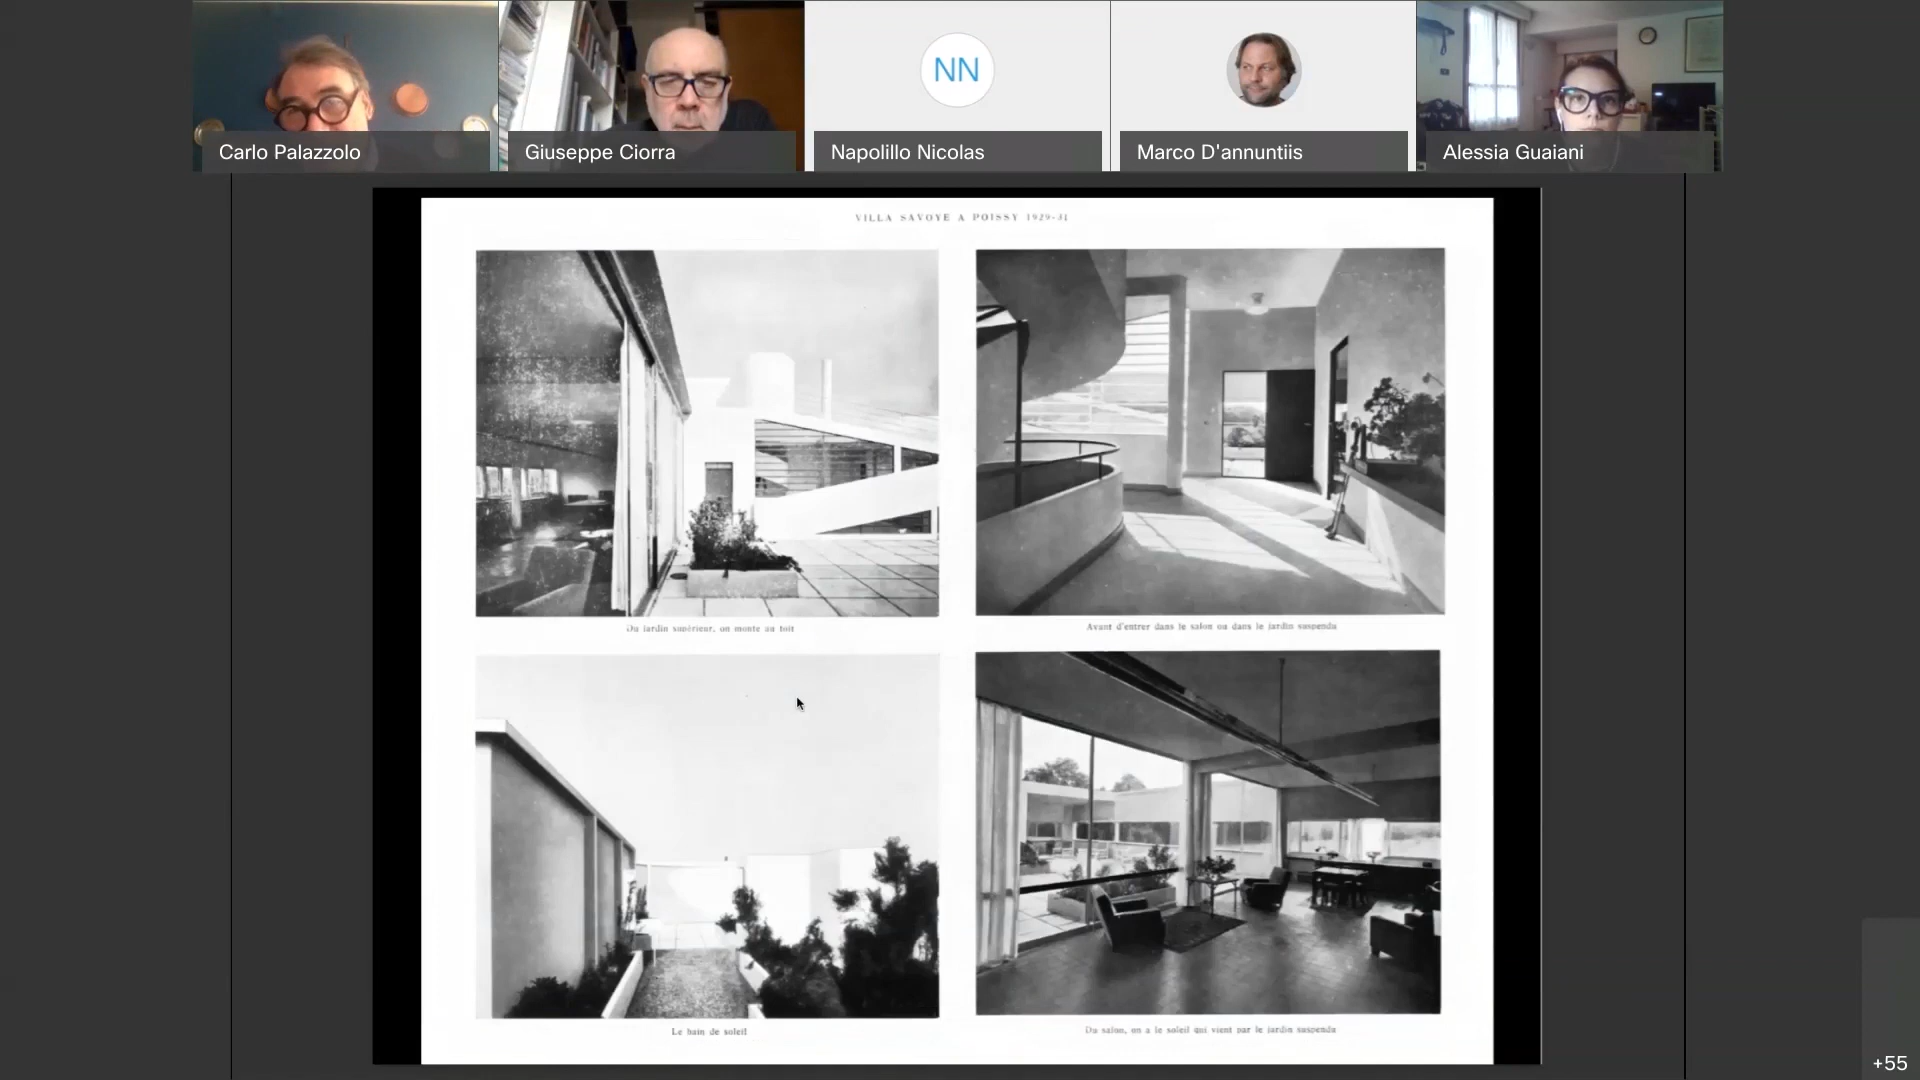 NN
Carlo Palazzolo
Giuseppe Ciorra
Napolillo Nicolas
Marco D'annuntiis
Alessia Guaiani
VILLA SAVOYE A POISSY 1929-31
Du jardin supérieur, on monte au toit
Avant d'entrer dans le salon ou dans le jardin suspendu
Le bain de soleil
Du salon, on a le soleil qui vient par le jardin suspendu
+55